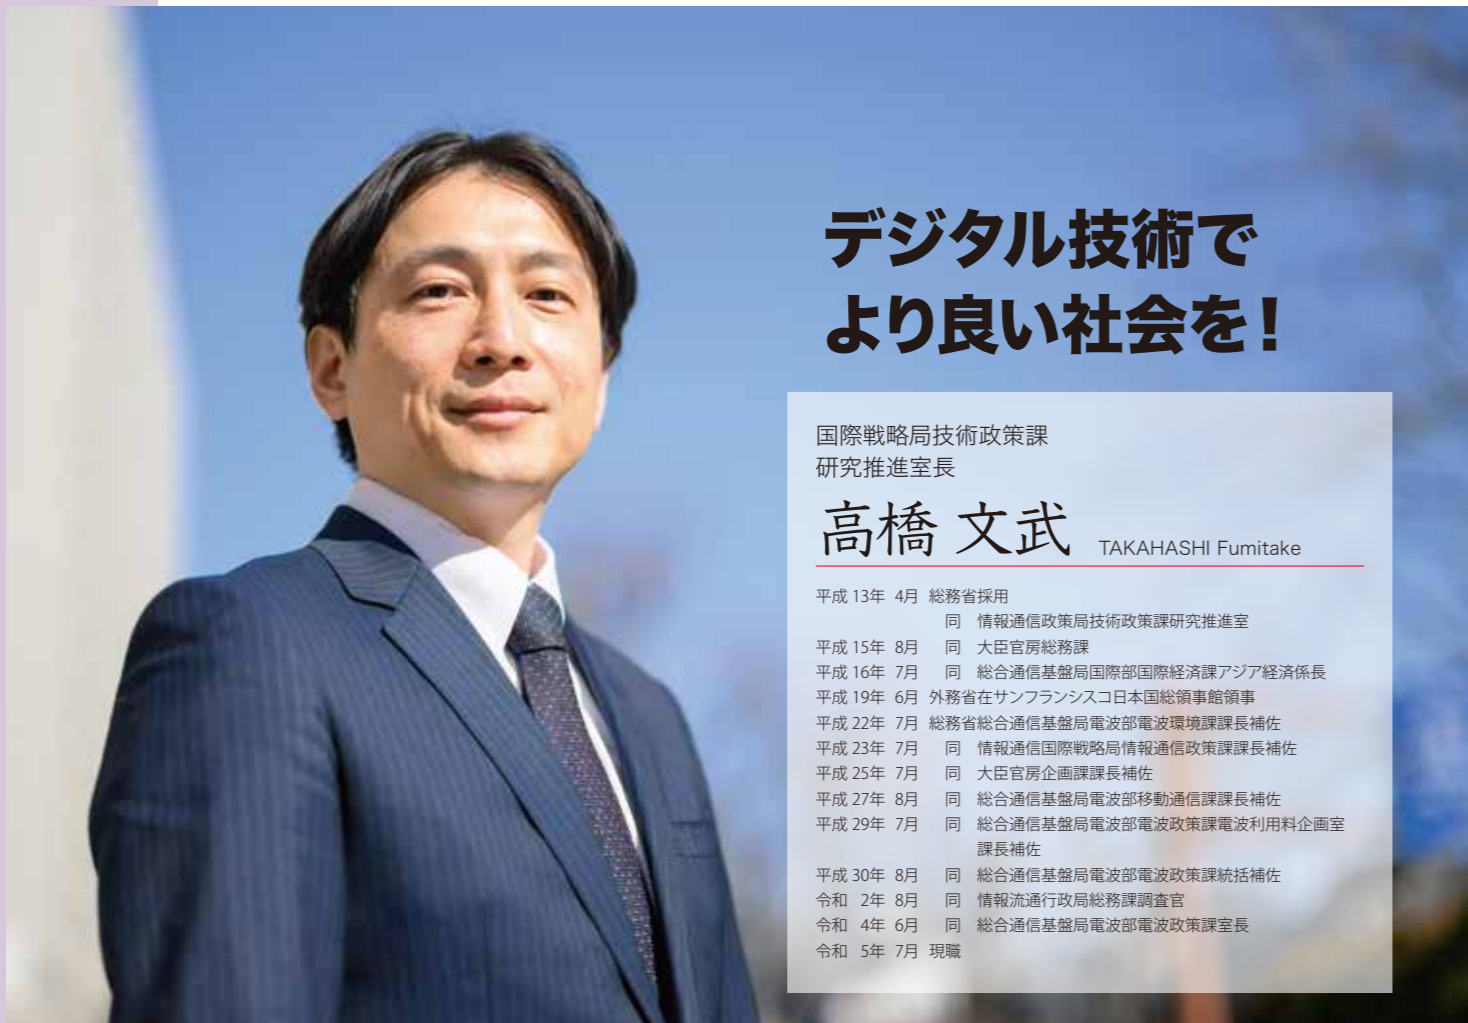 デジタル技術で
より良い社会を!
国際戦略局技術政策課
研究推進室長
高橋 文武 TAKAHASHI Fumitake
平成 13年 4月 総務省採用
同 情報通信政策局技術政策課研究推進室
平成 15年 8月 同 大臣官房総務課
平成 16年 7月 同 総合通信基盤局国際部国際経済課アジア経済係長
平成 19年 6月 外務省在サンフランシスコ日本国総領事館領事
平成 22年 7月 総務省総合通信基盤局電波部電波環境課課長補佐
平成 23年 7月 同 情報通信国際戦略局情報通信政策課課長補佐
平成 25年 7月 同 大臣官房企画課課長補佐
平成 27年 8月 同 総合通信基盤局電波部移動通信課課長補佐
平成 29年 7月 同 総合通信基盤局電波部電波政策課電波利用料企画室
課長補佐
平成 30年 8月 同 総合通信基盤局電波部電波政策課統括補佐
令和 2年 8月 同 情報流通行政局総務課調査官
令和 4年 6月 同 総合通信基盤局電波部電波政策課室長
令和 5年 7月 現職